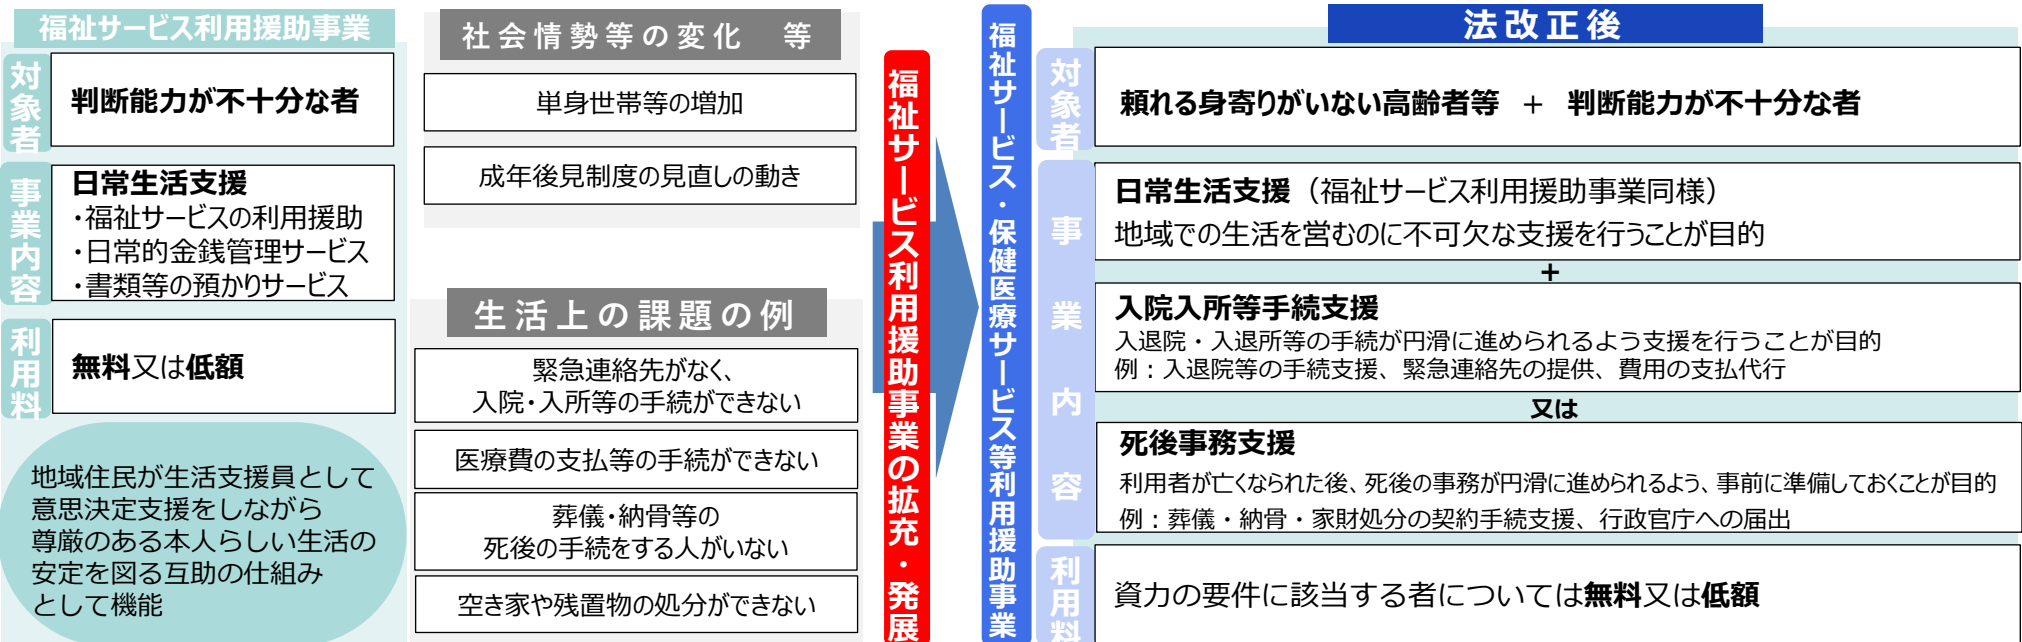 福祉サービス利用援助事業
対象者
判断能力が不十分な者
事業内容
日常生活支援
・福祉サービスの利用援助
・日常的金銭管理サービス
・書類等の預かりサービス
利用料
無料又は低額
地域住民が生活支援員として
意思決定支援をしながら
尊厳のある本人らしい生活の
安定を図る互助の仕組み
として機能
社会情勢等の変化 等
単身世帯等の増加
成年後見制度の見直しの動き
生活上の課題の例
緊急連絡先がなく、
入院・入所等の手続ができない
医療費の支払等の手続ができない
葬儀・納骨等の
死後の手続をする人がいない
空き家や残置物の処分ができない
福祉サービス利用援助事業の拡充・発展
福祉サービス・保健医療サービス等利用援助事業
法改正後
対象者
頼れる身寄りがいない高齢者等 + 判断能力が不十分な者
事業内容
日常生活支援（福祉サービス利用援助事業同様）
地域での生活を営むのに不可欠な支援を行うことが目的
+
入院入所等手続支援
入退院・入退所等の手続が円滑に進められるよう支援を行うことが目的
例：入退院等の手続支援、緊急連絡先の提供、費用の支払代行
又は
死後事務支援
利用者が亡くなられた後、死後の事務が円滑に進められるよう、事前に準備しておくことが目的
例：葬儀・納骨・家財処分の契約手続支援、行政官庁への届出
利用料
資力の要件に該当する者については無料又は低額